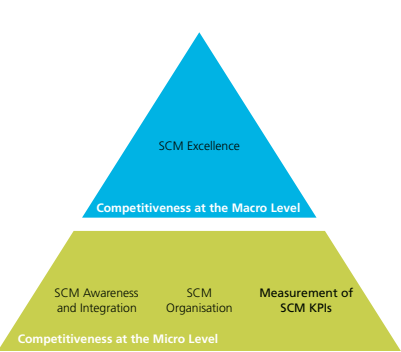 SCM Excellence
Competitiveness at the Macro Level
SCM Awareness
and Integration
SCM
Organisation
Measurement of
SCM KPIs
Competitiveness at the Micro Level